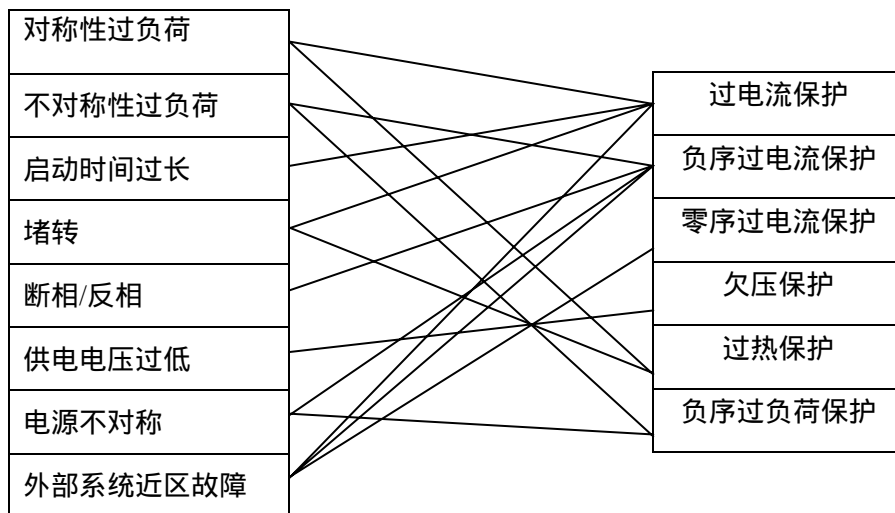 对称性过负荷
不对称性过负荷
启动时间过长
堵转
断相/反相
供电电压过低
电源不对称
外部系统近区故障
过电流保护
负序过电流保护
零序过电流保护
欠压保护
过热保护
负序过负荷保护